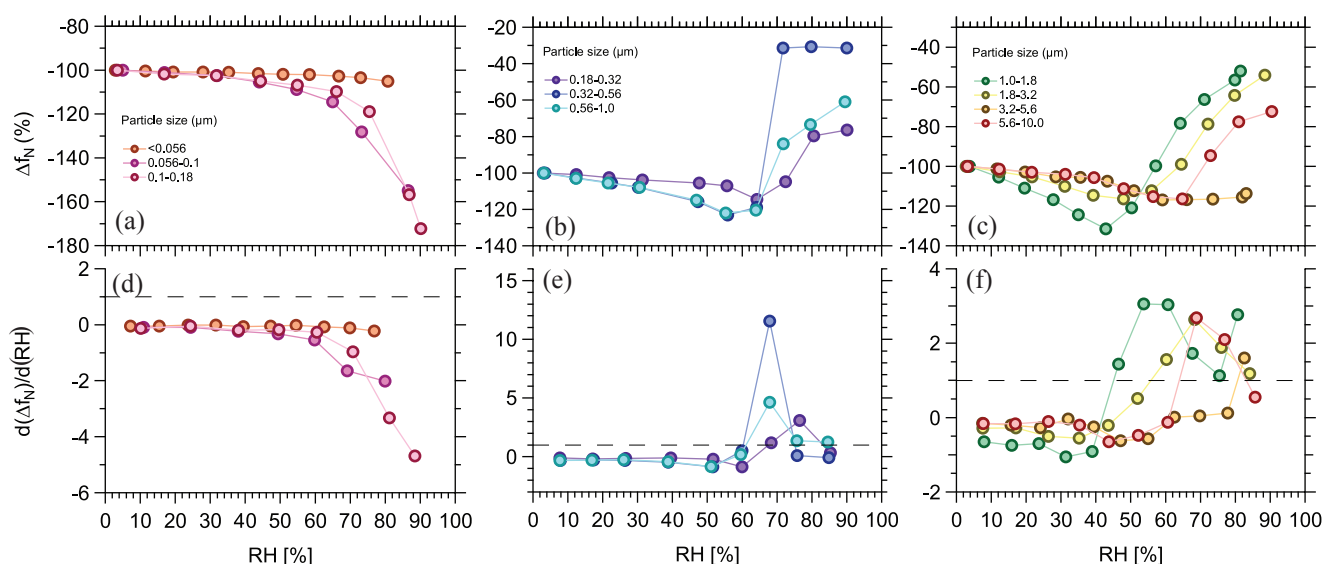 (a)
-80
-100
-120
-140
-160
-180
Δf_N (%)
Particle size (μm)
<0.056
0.056-0.1
0.1-0.18
(b)
-20
-40
-60
-80
-100
-120
-140
Particle size (μm)
0.18-0.32
0.32-0.56
0.56-1.0
(c)
-40
-60
-80
-100
-120
-140
Particle size (μm)
1.0-1.8
1.8-3.2
3.2-5.6
5.6-10.0
(d)
2
0
-2
-4
-6
d(Δf_N)/d(RH)
0 10 20 30 40 50 60 70 80 90 100
RH [%]
(e)
15
10
5
0
0 10 20 30 40 50 60 70 80 90 100
RH [%]
(f)
4
2
0
-2
0 10 20 30 40 50 60 70 80 90 100
RH [%]